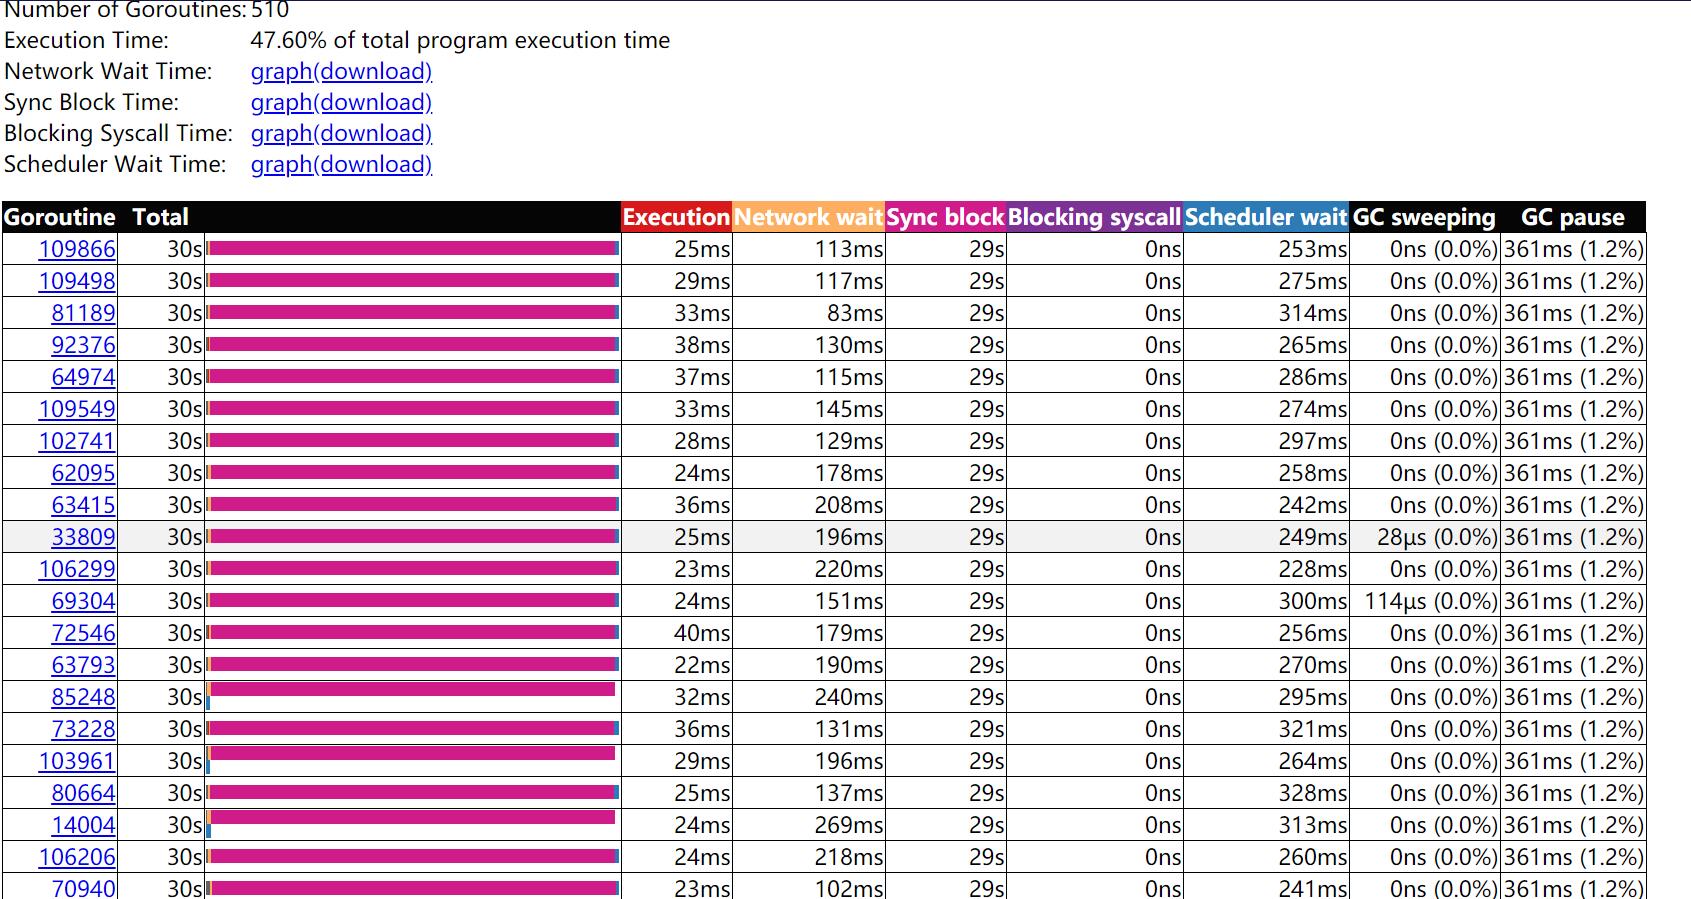 Number of Goroutines: 510
Execution Time: 47.60% of total program execution time
Network Wait Time: graph(download)
Sync Block Time: graph(download)
Blocking Syscall Time: graph(download)
Scheduler Wait Time: graph(download)
Goroutine Total Execution Network wait Sync block Blocking syscall Scheduler wait GC sweeping GC pause
109866 30s 25ms 113ms 29s 0ns 253ms 0ns (0.0%) 361ms (1.2%)
109498 30s 29ms 117ms 29s 0ns 275ms 0ns (0.0%) 361ms (1.2%)
81189 30s 33ms 83ms 29s 0ns 314ms 0ns (0.0%) 361ms (1.2%)
92376 30s 38ms 130ms 29s 0ns 265ms 0ns (0.0%) 361ms (1.2%)
64974 30s 37ms 115ms 29s 0ns 286ms 0ns (0.0%) 361ms (1.2%)
109549 30s 33ms 145ms 29s 0ns 274ms 0ns (0.0%) 361ms (1.2%)
102741 30s 28ms 129ms 29s 0ns 297ms 0ns (0.0%) 361ms (1.2%)
62095 30s 24ms 178ms 29s 0ns 258ms 0ns (0.0%) 361ms (1.2%)
63415 30s 36ms 208ms 29s 0ns 242ms 0ns (0.0%) 361ms (1.2%)
33809 30s 25ms 196ms 29s 0ns 249ms 28µs (0.0%) 361ms (1.2%)
106299 30s 23ms 220ms 29s 0ns 228ms 0ns (0.0%) 361ms (1.2%)
69304 30s 24ms 151ms 29s 0ns 300ms 114µs (0.0%) 361ms (1.2%)
72546 30s 40ms 179ms 29s 0ns 256ms 0ns (0.0%) 361ms (1.2%)
63793 30s 22ms 190ms 29s 0ns 270ms 0ns (0.0%) 361ms (1.2%)
85248 30s 32ms 240ms 29s 0ns 295ms 0ns (0.0%) 361ms (1.2%)
73228 30s 36ms 131ms 29s 0ns 321ms 0ns (0.0%) 361ms (1.2%)
103961 30s 29ms 196ms 29s 0ns 264ms 0ns (0.0%) 361ms (1.2%)
80664 30s 25ms 137ms 29s 0ns 328ms 0ns (0.0%) 361ms (1.2%)
14004 30s 24ms 269ms 29s 0ns 313ms 0ns (0.0%) 361ms (1.2%)
106206 30s 24ms 218ms 29s 0ns 260ms 0ns (0.0%) 361ms (1.2%)
70940 30s 23ms 102ms 29s 0ns 241ms 0ns (0.0%) 361ms (1.2%)